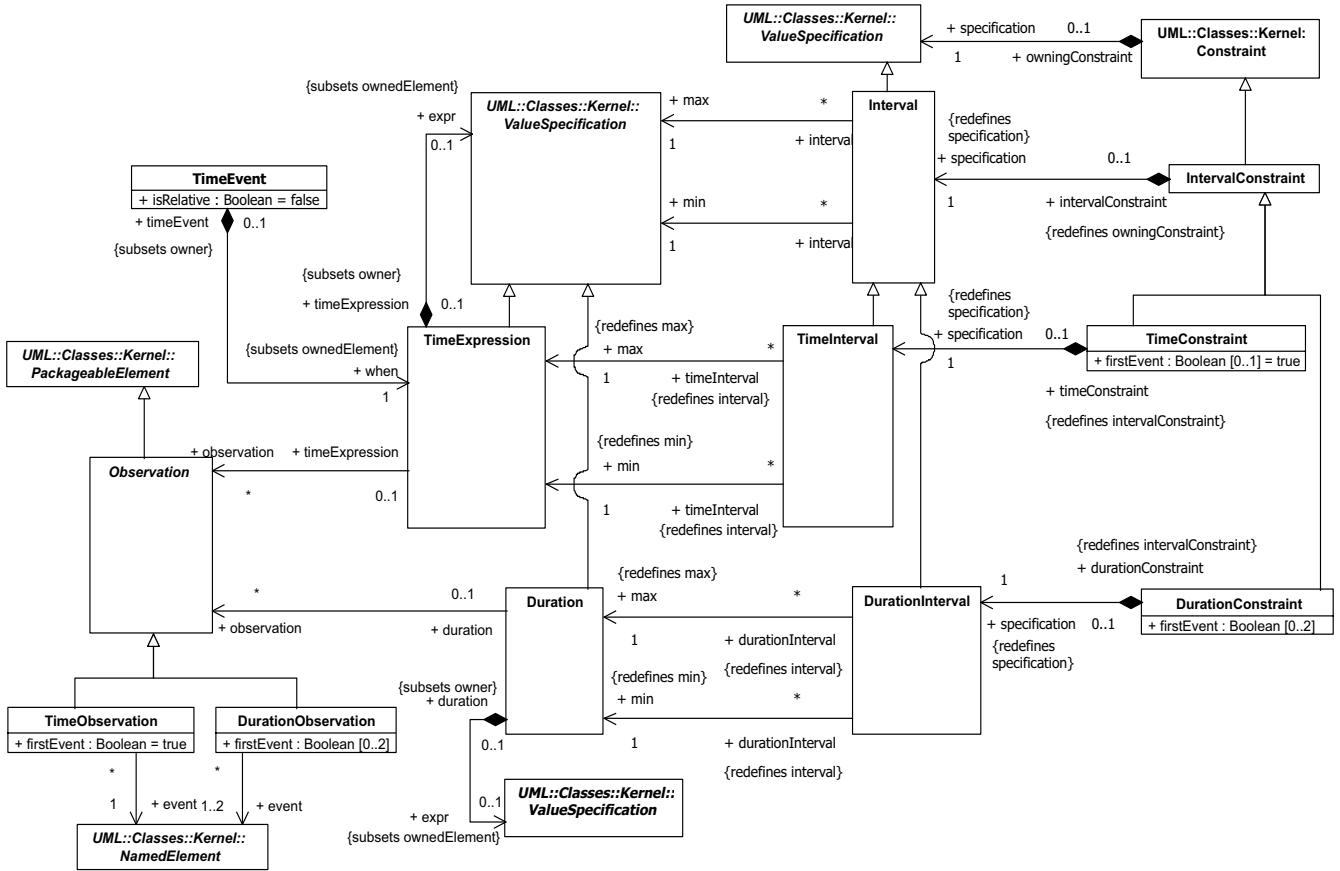 UML::Classes::Kernel::
ValueSpecification
+ specification
0..1
1
+ owningConstraint
UML::Classes::Kernel:
Constraint
{subsets ownedElement}
+ expr
0..1
UML::Classes::Kernel::
ValueSpecification
+ max
*
1
+ interval
+ min
*
1
+ interval
Interval
{redefines
specification}
+ specification
0..1
1
+ intervalConstraint
{redefines owningConstraint}
IntervalConstraint
TimeEvent
+ isRelative : Boolean = false
+ timeEvent
0..1
{subsets owner}
{subsets owner}
+ timeExpression
0..1
{subsets ownedElement}
+ when
1
TimeExpression
{redefines max}
+ max
*
1
+ timeInterval
{redefines interval}
{redefines min}
+ min
*
1
+ timeInterval
{redefines interval}
TimeInterval
{redefines
specification}
+ specification
0..1
1
+ timeConstraint
{redefines intervalConstraint}
TimeConstraint
+ firstEvent : Boolean [0..1] = true
UML::Classes::Kernel::
PackageableElement
Observation
+ observation
+ timeExpression
*
0..1
*
0..1
+ observation
+ duration
Duration
{redefines max}
+ max
*
1
+ durationInterval
{redefines interval}
{redefines min}
+ min
*
1
+ durationInterval
{redefines interval}
DurationInterval
{redefines intervalConstraint}
+ durationConstraint
1
+ specification
0..1
{redefines
specification}
DurationConstraint
+ firstEvent : Boolean [0..2]
TimeObservation
+ firstEvent : Boolean = true
DurationObservation
+ firstEvent : Boolean [0..2]
*
1
+ event
*
1..2
+ event
UML::Classes::Kernel::
NamedElement
{subsets owner}
+ duration
0..1
0..1
+ expr
{subsets ownedElement}
UML::Classes::Kernel::
ValueSpecification